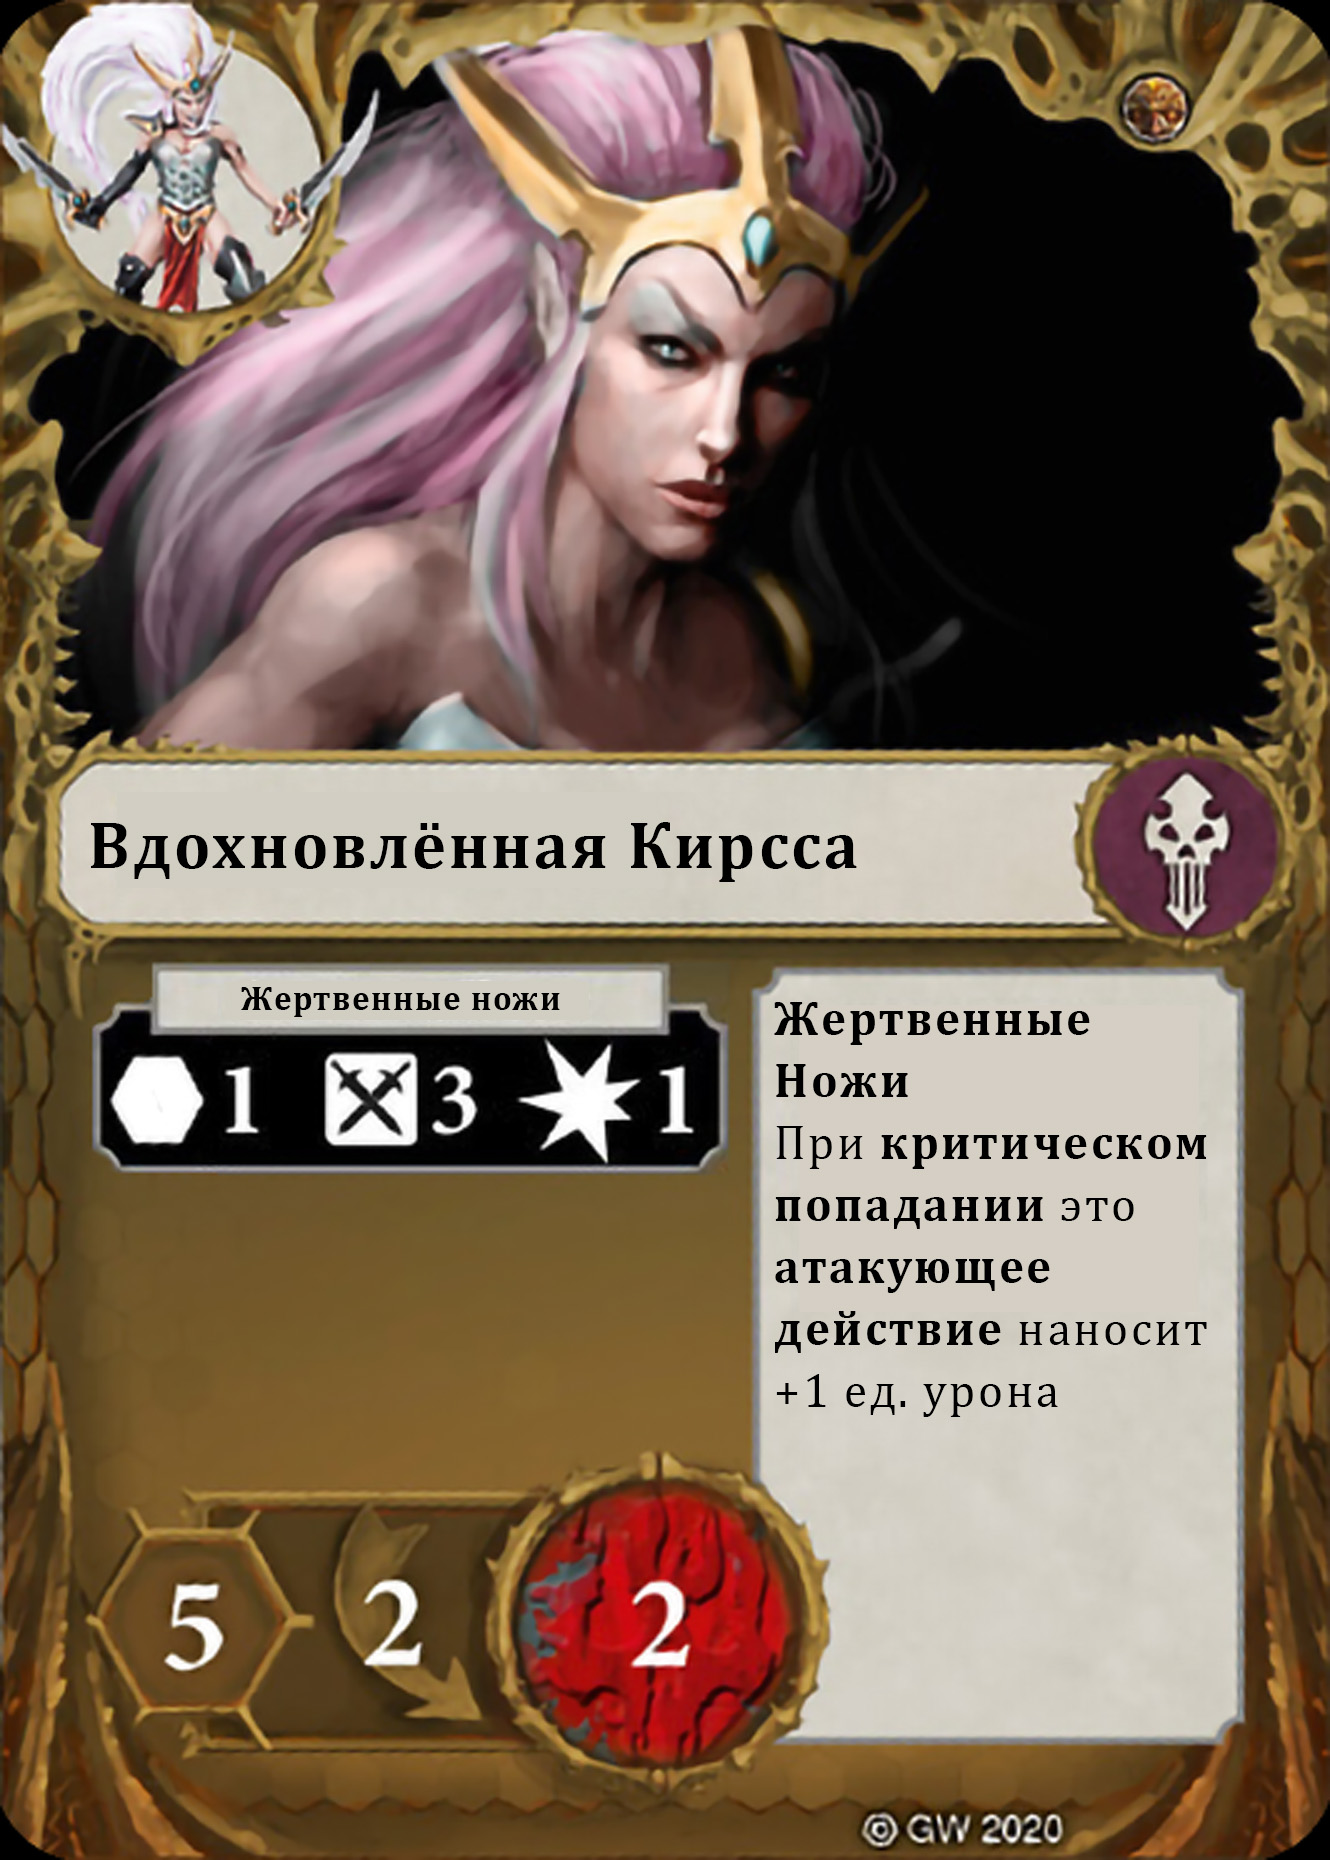 Вдохновлённая Кирсса
Жертвенные ножи
1 3 1
Жертвенные
Ножи
При критическом
попадании это
атакующее
действие наносит
+1 ед. урона
5 2 2
© GW 2020